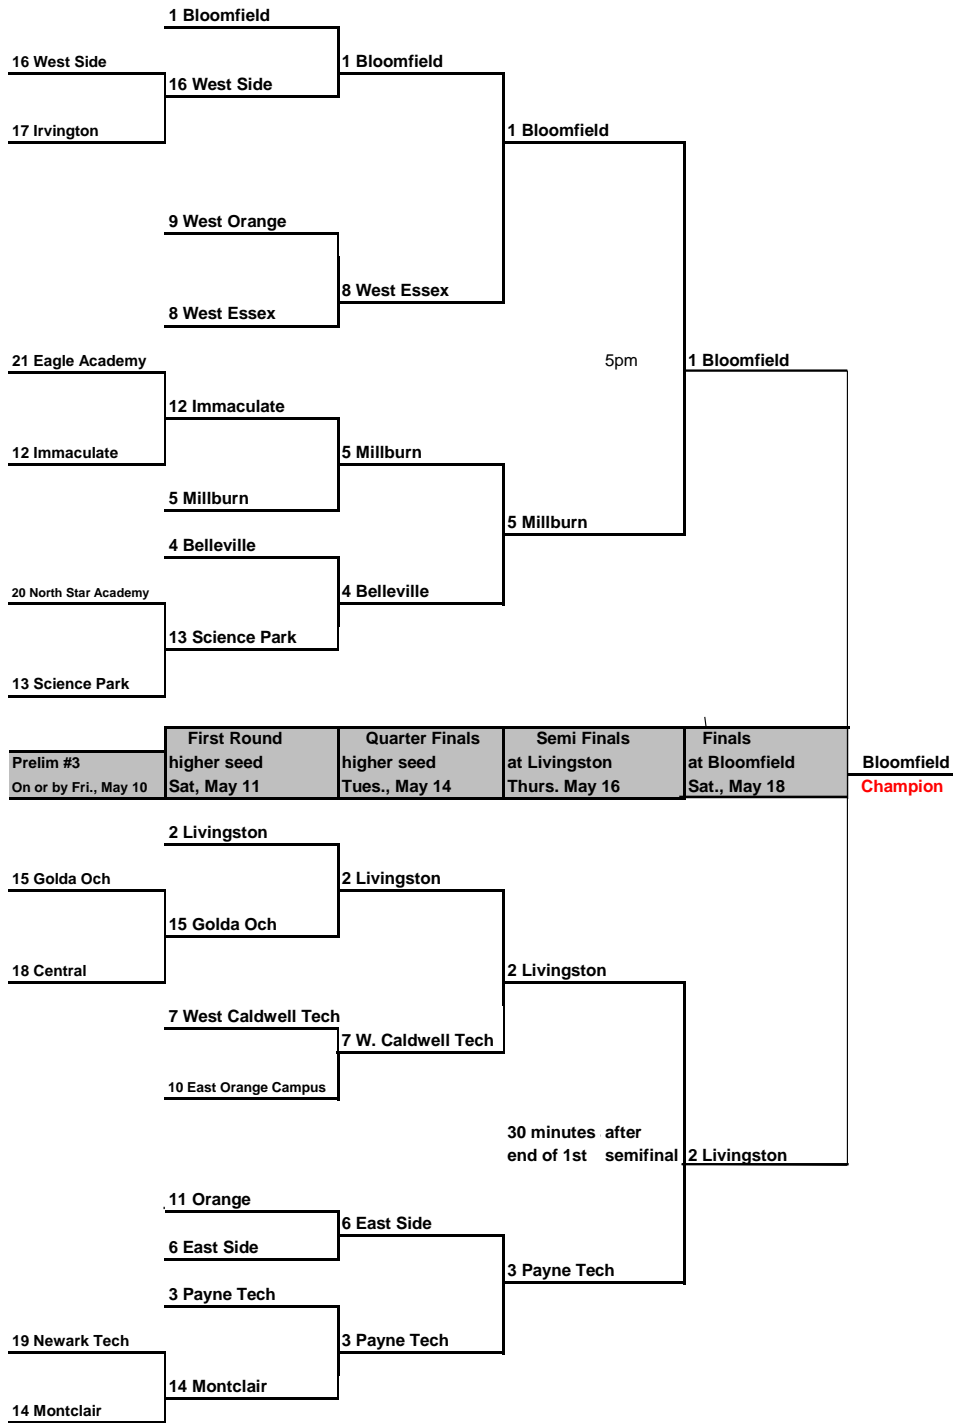 1 Bloomfield
16 West Side
1 Bloomfield
16 West Side
17 Irvington
1 Bloomfield
9 West Orange
8 West Essex
8 West Essex
21 Eagle Academy
5pm
1 Bloomfield
12 Immaculate
12 Immaculate
5 Millburn
5 Millburn
5 Millburn
4 Belleville
20 North Star Academy
4 Belleville
13 Science Park
13 Science Park
First Round
Quarter Finals
Semi Finals
Finals
Prelim #3
higher seed
higher seed
at Livingston
at Bloomfield
Bloomfield
On or by Fri., May 10
Sat, May 11
Tues., May 14
Thurs. May 16
Sat., May 18
Champion
2 Livingston
15 Golda Och
2 Livingston
15 Golda Och
18 Central
2 Livingston
7 West Caldwell Tech
7 W. Caldwell Tech
10 East Orange Campus
30 minutes after
end of 1st semifinal
2 Livingston
11 Orange
6 East Side
6 East Side
3 Payne Tech
3 Payne Tech
19 Newark Tech
3 Payne Tech
14 Montclair
14 Montclair